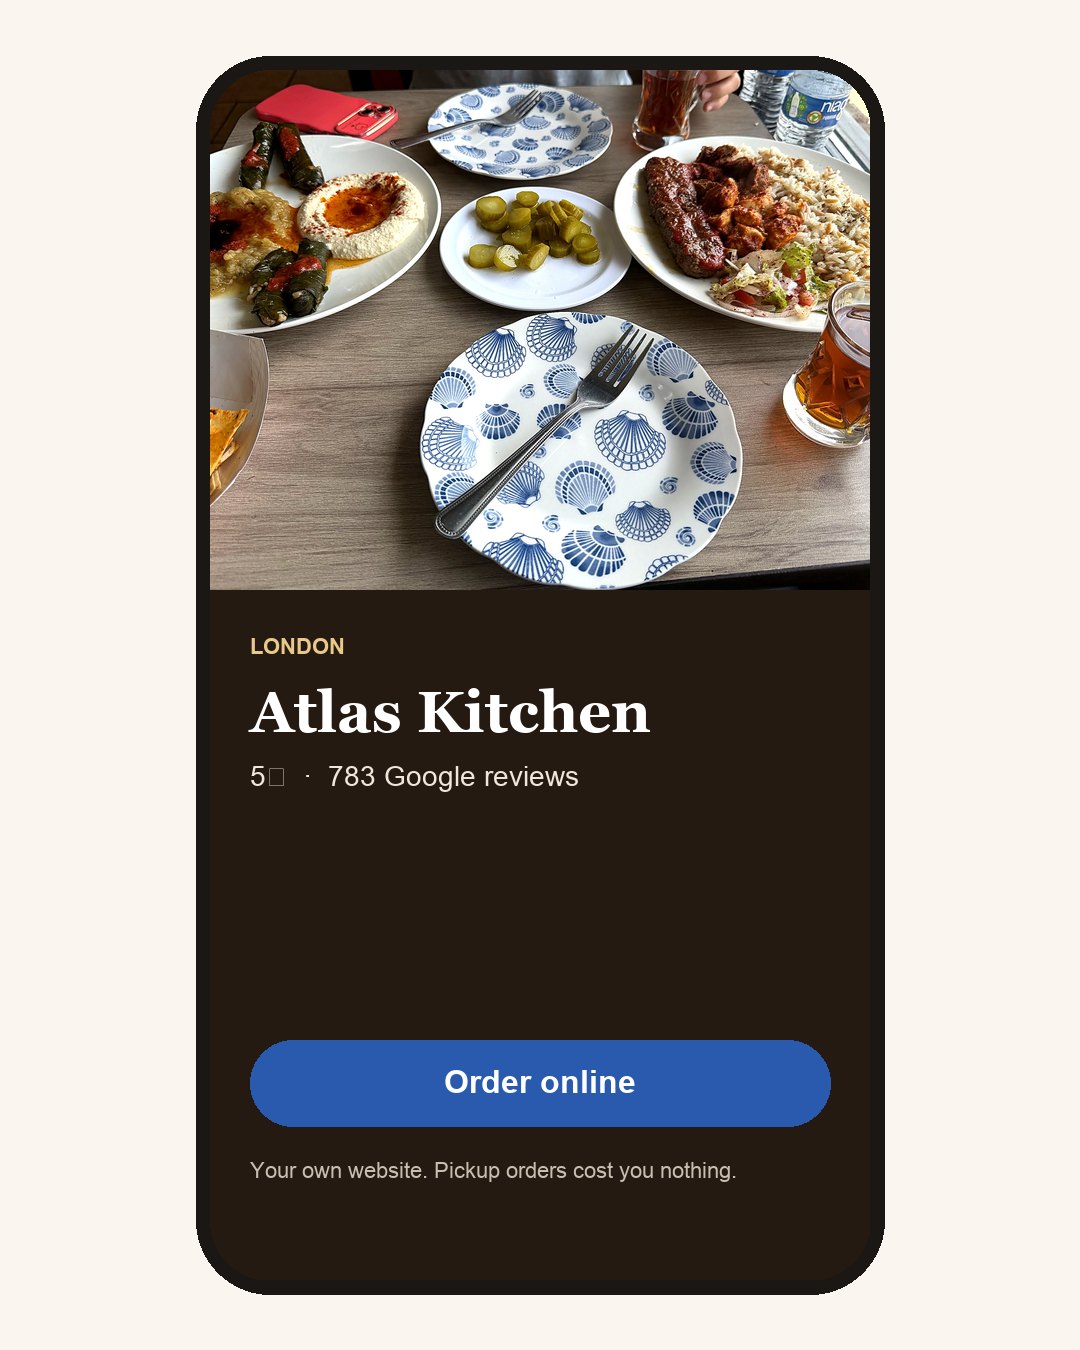 LONDON
Atlas Kitchen
5□ · 783 Google reviews
Order online
Your own website. Pickup orders cost you nothing.